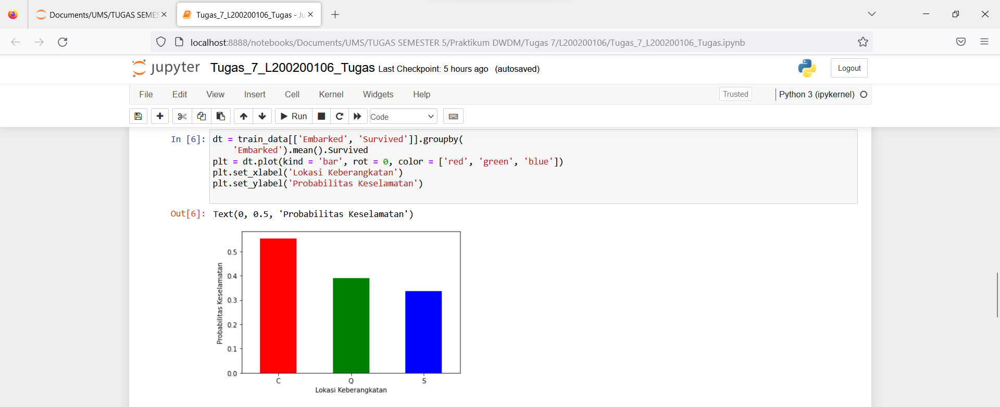 Documents/UMS/TUGAS SEMES
Tugas_7_L200200106_Tugas - Ju
localhost:8888/notebooks/Documents/UMS/TUGAS SEMESTER 5/Praktikum DWDM/Tugas 7/L200200106/Tugas_7_L200200106_Tugas.ipynb
jupyter Tugas_7_L200200106_Tugas Last Checkpoint: 5 hours ago (autosaved) Logout
File Edit View Insert Cell Kernel Widgets Help Trusted Python 3 (ipykernel)
Run Code
In [6]: dt = train_data[['Embarked', 'Survived']].groupby(
'Embarked').mean().Survived
plt = dt.plot(kind = 'bar', rot = 0, color = ['red', 'green', 'blue'])
plt.set_xlabel('Lokasi Keberangkatan')
plt.set_ylabel('Probabilitas Keselamatan')
Out[6]: Text(0, 0.5, 'Probabilitas Keselamatan')
Probabilitas Keselamatan
0.5
0.4
0.3
0.2
0.1
0.0
C Q S
Lokasi Keberangkatan